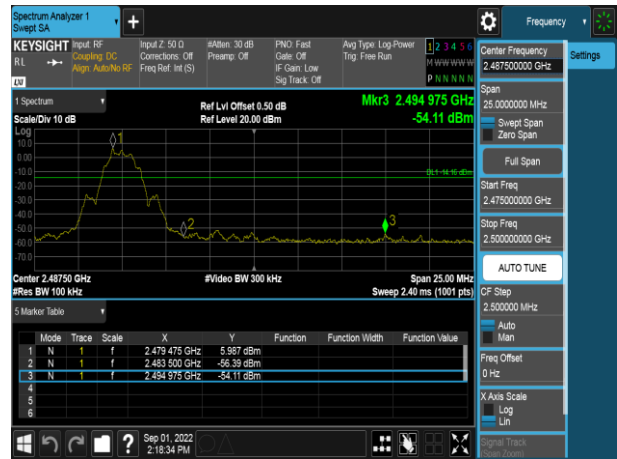 Spectrum Analyzer 1
Swept SA
Frequency
KEYSIGHT
RL
LXI
Input: RF
Coupling: DC
Align: Auto/No RF
Input Z: 50 Ω
Corrections: Off
Freq Ref: Int (S)
#Atten: 30 dB
Preamp: Off
PNO: Fast
Gate: Off
IF Gain: Low
Sig Track: Off
Avg Type: Log-Power
Trig: Free Run
1 2 3 4 5 6
M W W W W W
P N N N N N
1 Spectrum
Scale/Div 10 dB
Ref Lvl Offset 0.50 dB
Ref Level 20.00 dBm
Mkr3 2.494 975 GHz
-54.11 dBm
Log
10.0
0.00
-10.0
-20.0
-30.0
-40.0
-50.0
-60.0
-70.0
1
2
3
DL1 -14.16 dBm
Center 2.48750 GHz
#Video BW 300 kHz
Span 25.00 MHz
#Res BW 100 kHz
Sweep 2.40 ms (1001 pts)
5 Marker Table
Mode Trace Scale X Y Function Function Width Function Value
1 N 1 f 2.479 475 GHz 5.987 dBm
2 N 1 f 2.483 500 GHz -56.39 dBm
3 N 1 f 2.494 975 GHz -54.11 dBm
4
5
6
Sep 01, 2022
2:18:34 PM
Center Frequency
2.487500000 GHz
Settings
Span
25.0000000 MHz
Swept Span
Zero Span
Full Span
Start Freq
2.475000000 GHz
Stop Freq
2.500000000 GHz
AUTO TUNE
CF Step
2.500000 MHz
Auto
Man
Freq Offset
0 Hz
X Axis Scale
Log
Lin
Signal Track
(Span Zoom)